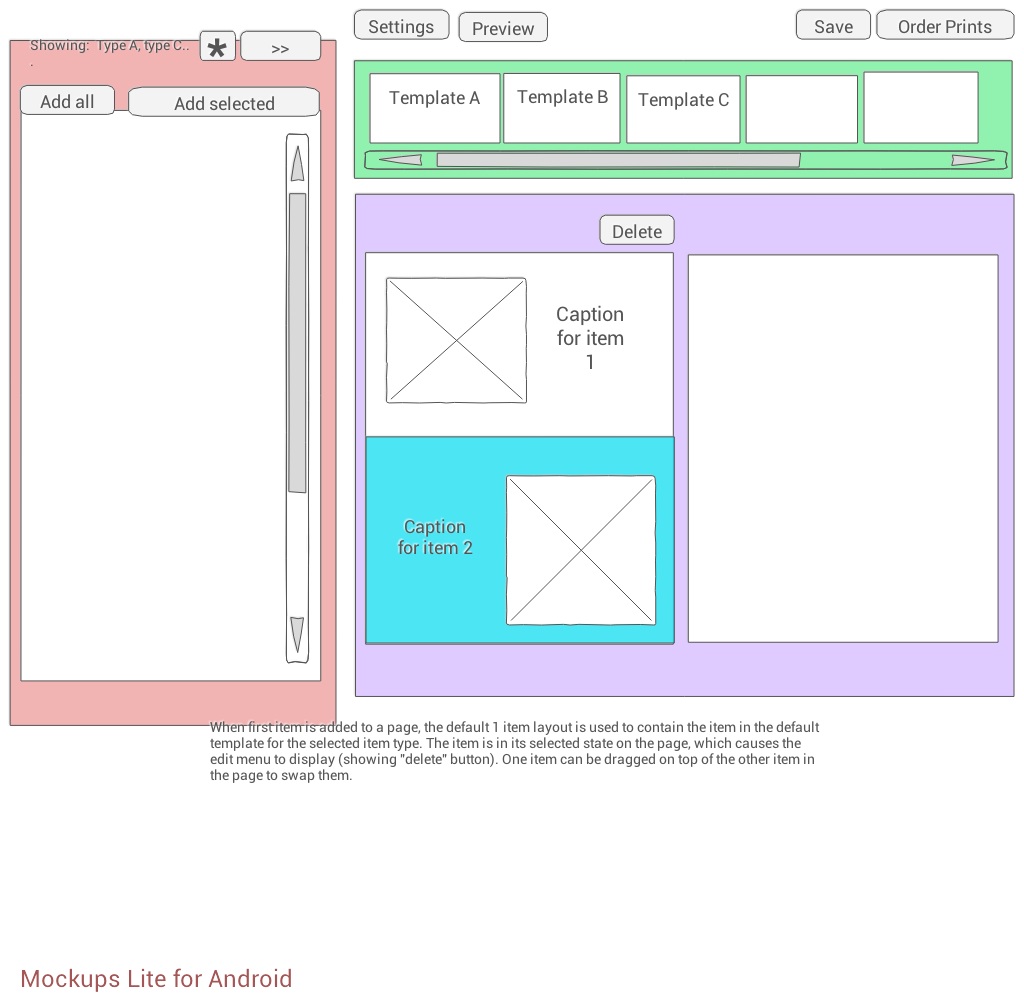 Settings
Preview
Save
Order Prints
Showing:  Type A, type C..
.
*
>>
Add all
Add selected
Template A
Template B
Template C
Delete
Caption
for item
1
Caption
for item 2
When first item is added to a page, the default 1 item layout is used to contain the item in the default
template for the selected item type. The item is in its selected state on the page, which causes the
edit menu to display (showing "delete" button). One item can be dragged on top of the other item in
the page to swap them.
Mockups Lite for Android